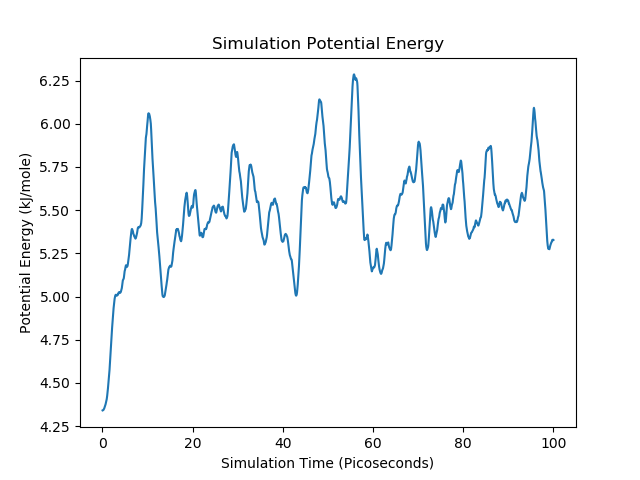 Simulation Potential Energy
Potential Energy (kJ/mole)
6.25
6.00
5.75
5.50
5.25
5.00
4.75
4.50
4.25
0 20 40 60 80 100
Simulation Time (Picoseconds)